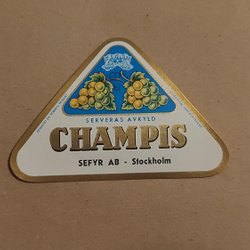 SERVERAS AVKYLD
CHAMPIS
SEFYR AB - Stockholm